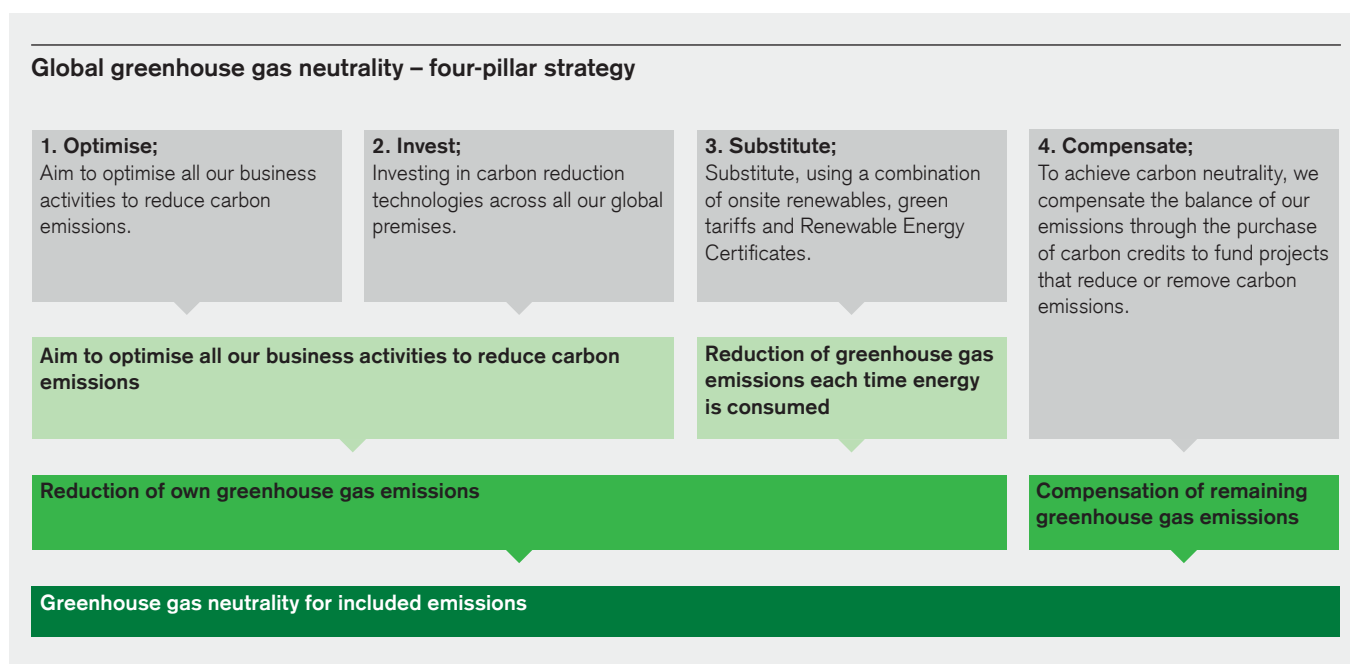 Global greenhouse gas neutrality – four-pillar strategy
1. Optimise;
Aim to optimise all our business
activities to reduce carbon
emissions.
2. Invest;
Investing in carbon reduction
technologies across all our global
premises.
3. Substitute;
Substitute, using a combination
of onsite renewables, green
tariffs and Renewable Energy
Certificates.
4. Compensate;
To achieve carbon neutrality, we
compensate the balance of our
emissions through the purchase
of carbon credits to fund projects
that reduce or remove carbon
emissions.
Aim to optimise all our business activities to reduce carbon
emissions
Reduction of greenhouse gas
emissions each time energy
is consumed
Reduction of own greenhouse gas emissions
Compensation of remaining
greenhouse gas emissions
Greenhouse gas neutrality for included emissions